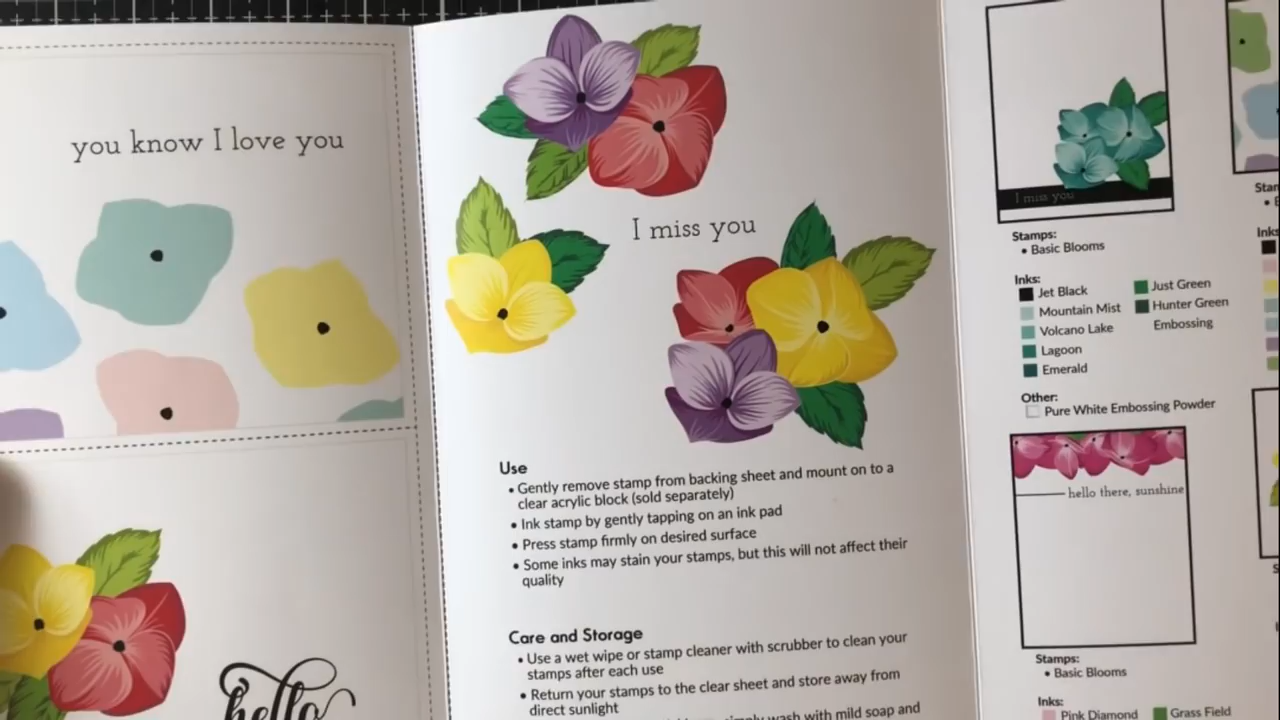 you know I love you
hello
I miss you
Use
• Gently remove stamp from backing sheet and mount on to a
clear acrylic block (sold separately)
• Ink stamp by gently tapping on an ink pad
• Press stamp firmly on desired surface
• Some inks may stain your stamps, but this will not affect their
quality
Care and Storage
• Use a wet wipe or stamp cleaner with scrubber to clean your
stamps after each use
• Return your stamps to the clear sheet and store away from
direct sunlight
simply wash with mild soap and
I miss you
Stamps:
• Basic Blooms
Inks:
Jet Black
Mountain Mist
Volcano Lake
Lagoon
Emerald
Just Green
Hunter Green
Embossing
Other:
Pure White Embossing Powder
hello there, sunshine
Stamps:
• Basic Blooms
Inks:
Pink Diamond
Grass Field